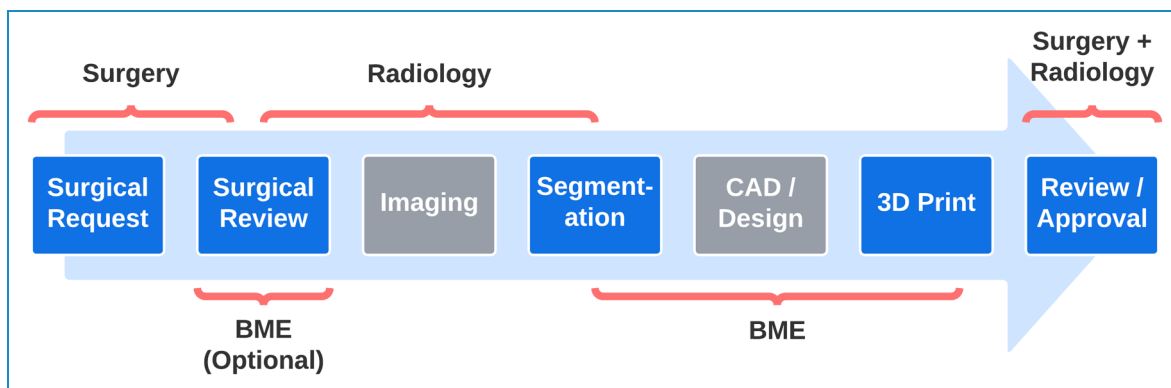 Surgery
Radiology
Surgery +
Radiology
Surgical
Request
Surgical
Review
Imaging
Segment-
ation
CAD /
Design
3D Print
Review /
Approval
BME
(Optional)
BME